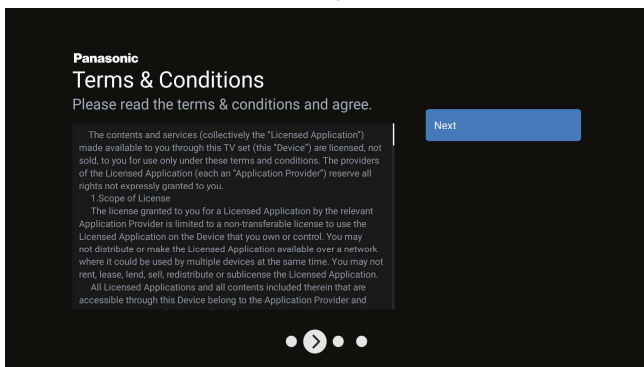 Panasonic
Terms & Conditions
Please read the terms & conditions and agree.
The contents and services (collectively the "Licensed Application")
made available to you through this TV set (this "Device") are licensed, not
sold, to you for use only under these terms and conditions. The providers
of the Licensed Application (each an "Application Provider") reserve all
rights not expressly granted to you.
1.Scope of License
The license granted to you for a Licensed Application by the relevant
Application Provider is limited to a non-transferable license to use the
Licensed Application on the Device that you own or control. You may
not distribute or make the Licensed Application available over a network
where it could be used by multiple devices at the same time. You may not
rent, lease, lend, sell, redistribute or sublicense the Licensed Application.
All Licensed Applications and all contents included therein that are
accessible through this Device belong to the Application Provider and
Next